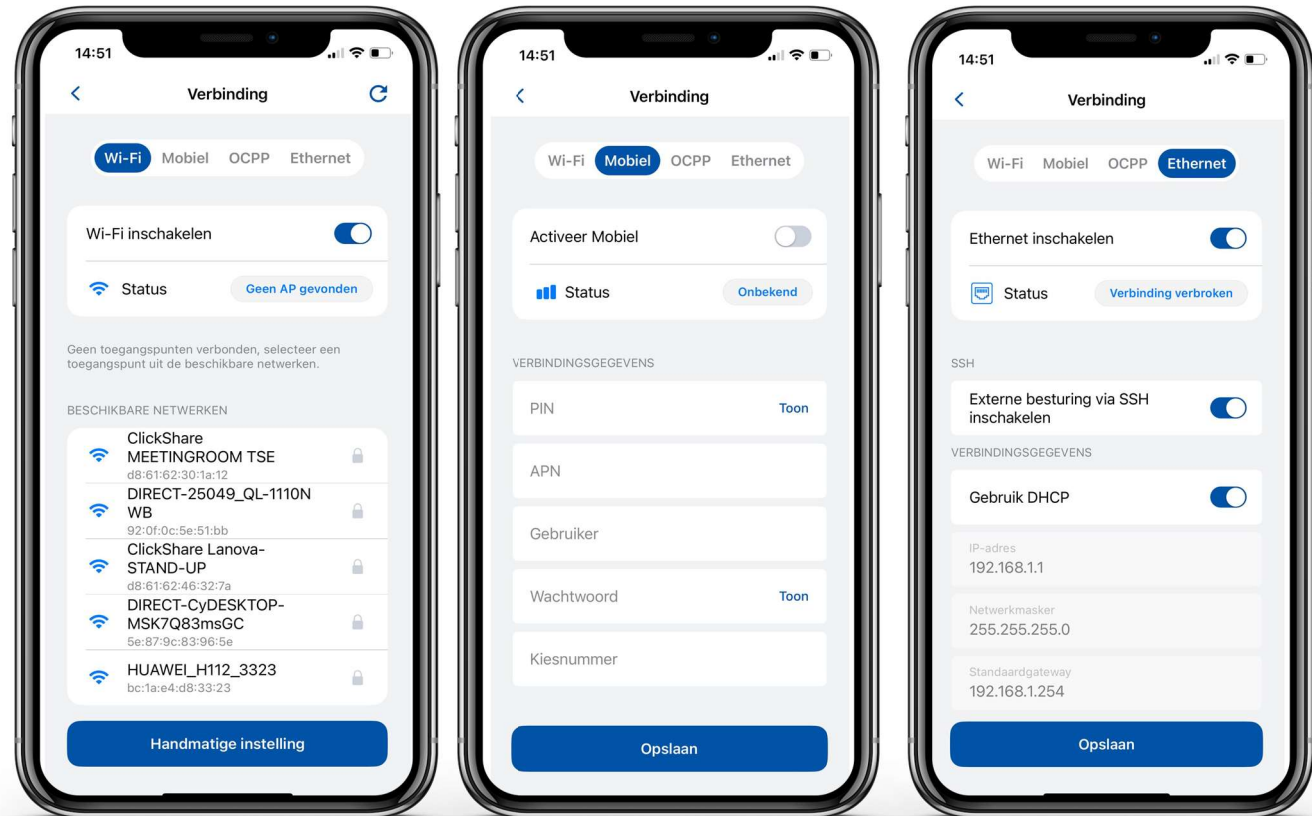 14:51
Verbinding
Wi-Fi Mobiel OCPP Ethernet
Wi-Fi inschakelen
Status Geen AP gevonden
Geen toegangspunten verbonden, selecteer een
toegangspunt uit de beschikbare netwerken.
BESCHIKBARE NETWERKEN
ClickShare
MEETINGROOM TSE
d8:61:62:30:1a:12
DIRECT-25049_QL-1110N
WB
92:0f:0c:5e:51:bb
ClickShare Lanova-
STAND-UP
d8:61:62:46:32:7a
DIRECT-CyDESKTOP-
MSK7Q83msGC
5e:87:9c:83:96:5e
HUAWEI_H112_3323
bc:1a:e4:d8:33:23
Handmatige instelling
14:51
Verbinding
Wi-Fi Mobiel OCPP Ethernet
Activeer Mobiel
Status Onbekend
VERBINDINGSGEGEVENS
PIN Toon
APN
Gebruiker
Wachtwoord Toon
Kiesnummer
Opslaan
14:51
Verbinding
Wi-Fi Mobiel OCPP Ethernet
Ethernet inschakelen
Status Verbinding verbroken
SSH
Externe besturing via SSH
inschakelen
VERBINDINGSGEGEVENS
Gebruik DHCP
IP-adres
192.168.1.1
Netwerkmasker
255.255.255.0
Standaardgateway
192.168.1.254
Opslaan